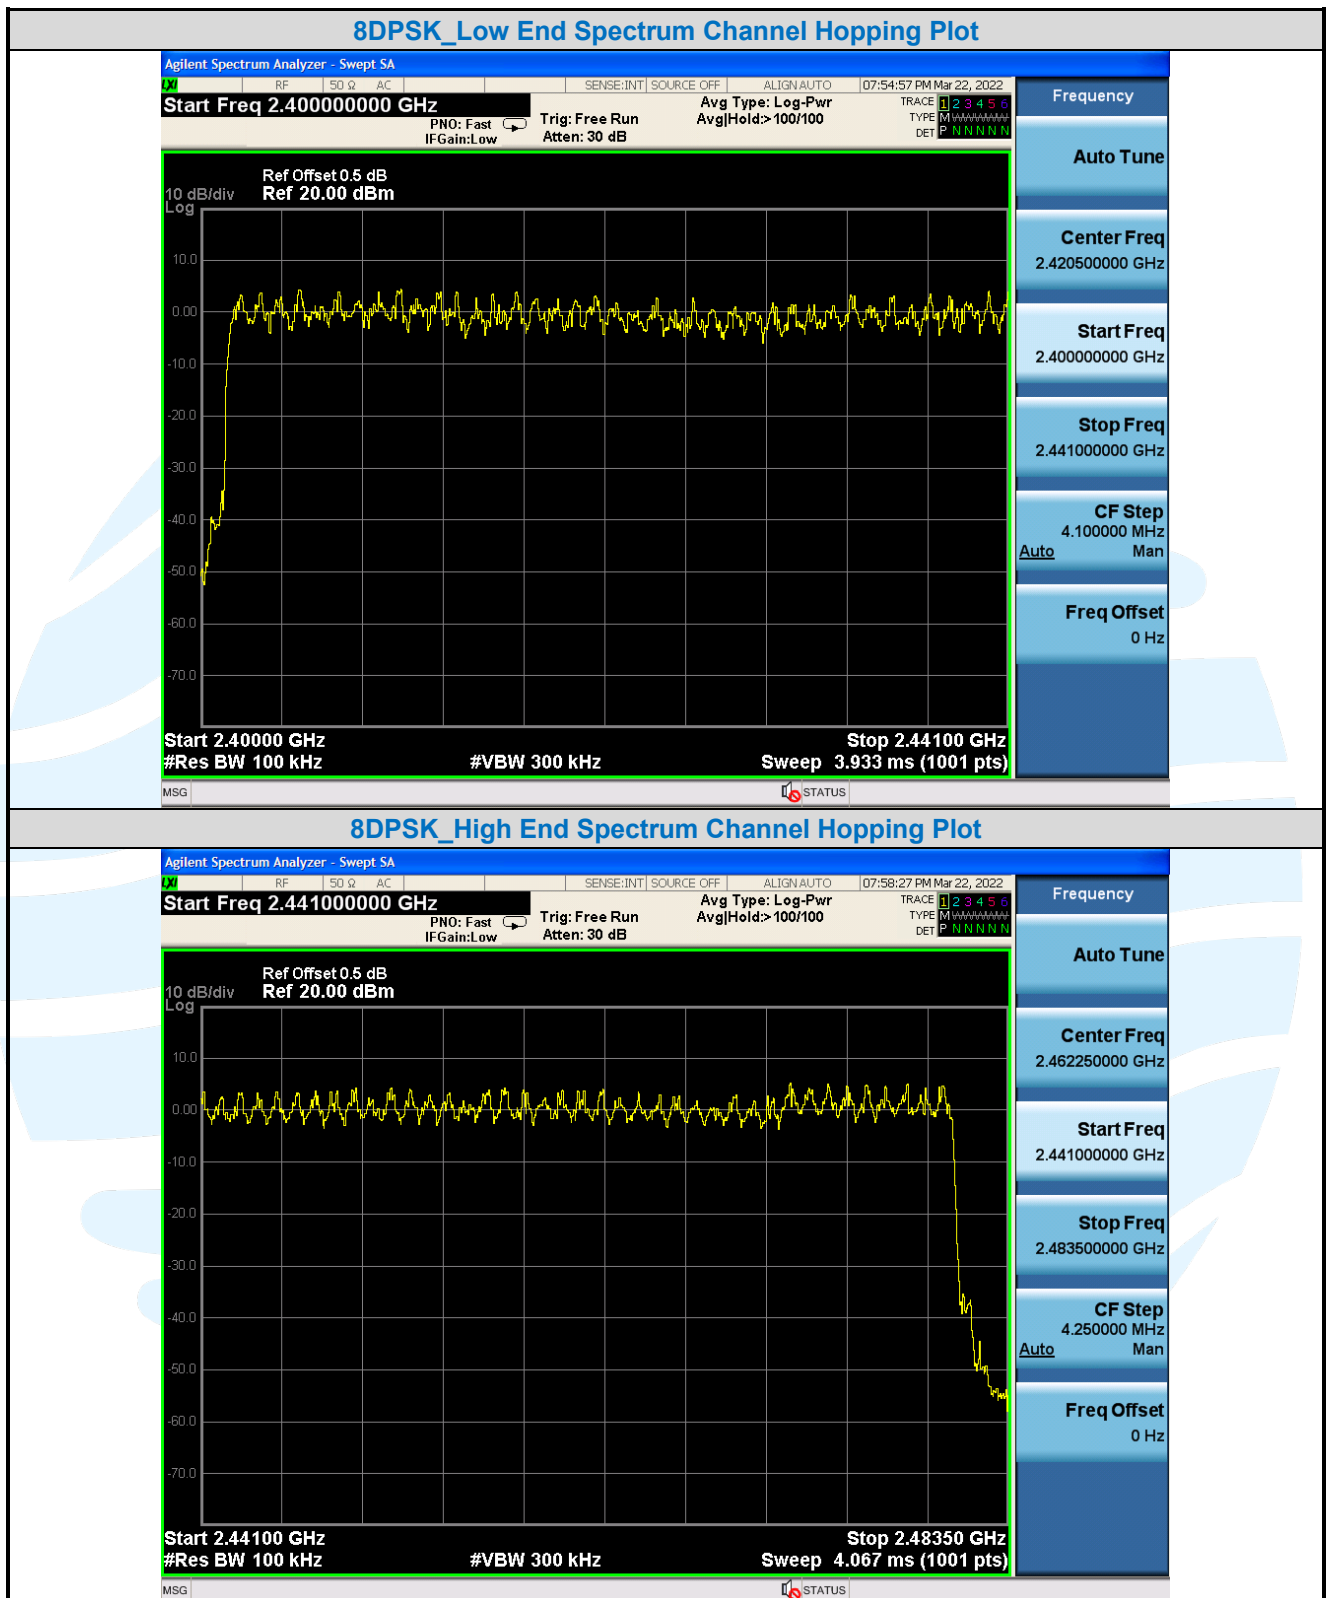 8DPSK_Low End Spectrum Channel Hopping Plot
Agilent Spectrum Analyzer - Swept SA
LXI RF 50 Ω AC SENSE:INT SOURCE OFF ALIGN AUTO 07:54:57 PM Mar 22, 2022
Start Freq 2.400000000 GHz
PNO: Fast
IFGain:Low
Trig: Free Run
Atten: 30 dB
Avg Type: Log-Pwr
Avg|Hold:>100/100
TRACE 1 2 3 4 5 6
TYPE M
DET P N N N N N
Ref Offset 0.5 dB
10 dB/div Ref 20.00 dBm
Log
10.0
0.00
-10.0
-20.0
-30.0
-40.0
-50.0
-60.0
-70.0
Start 2.40000 GHz Stop 2.44100 GHz
#Res BW 100 kHz #VBW 300 kHz Sweep 3.933 ms (1001 pts)
MSG STATUS
Frequency
Auto Tune
Center Freq
2.420500000 GHz
Start Freq
2.400000000 GHz
Stop Freq
2.441000000 GHz
CF Step
4.100000 MHz
Auto Man
Freq Offset
0 Hz
8DPSK_High End Spectrum Channel Hopping Plot
Agilent Spectrum Analyzer - Swept SA
LXI RF 50 Ω AC SENSE:INT SOURCE OFF ALIGN AUTO 07:58:27 PM Mar 22, 2022
Start Freq 2.441000000 GHz
PNO: Fast
IFGain:Low
Trig: Free Run
Atten: 30 dB
Avg Type: Log-Pwr
Avg|Hold:>100/100
TRACE 1 2 3 4 5 6
TYPE M
DET P N N N N N
Ref Offset 0.5 dB
10 dB/div Ref 20.00 dBm
Log
10.0
0.00
-10.0
-20.0
-30.0
-40.0
-50.0
-60.0
-70.0
Start 2.44100 GHz Stop 2.48350 GHz
#Res BW 100 kHz #VBW 300 kHz Sweep 4.067 ms (1001 pts)
MSG STATUS
Frequency
Auto Tune
Center Freq
2.462250000 GHz
Start Freq
2.441000000 GHz
Stop Freq
2.483500000 GHz
CF Step
4.250000 MHz
Auto Man
Freq Offset
0 Hz